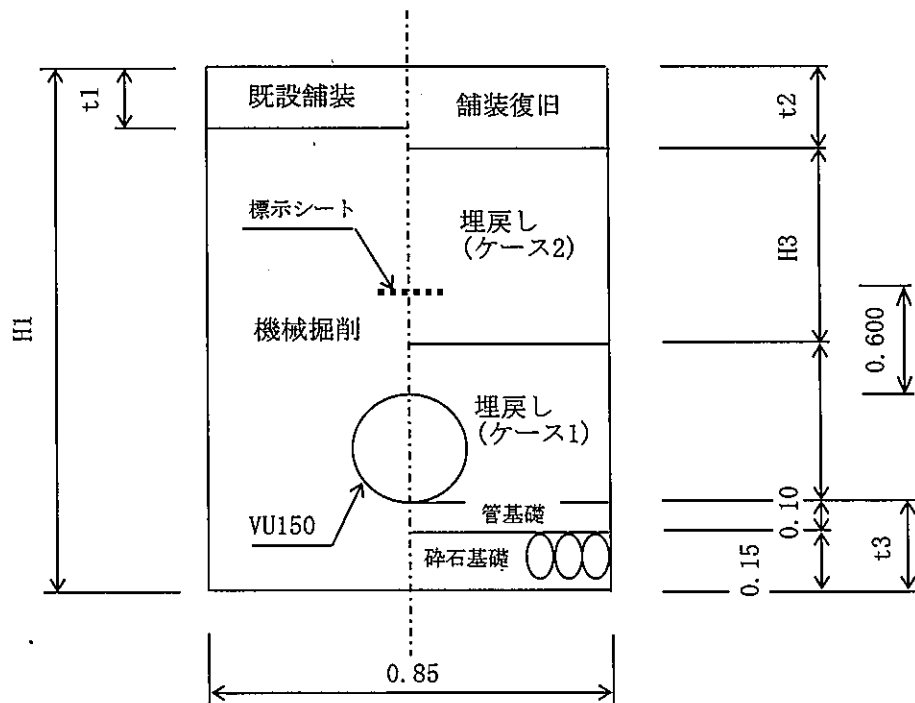 既設舗装
舗装復旧
標示シート
埋戻し
(ケース2)
機械掘削
埋戻し
(ケース1)
VU150
管基礎
砕石基礎
H1
t1
t2
H3
0.600
0.10
0.15
t3
0.85